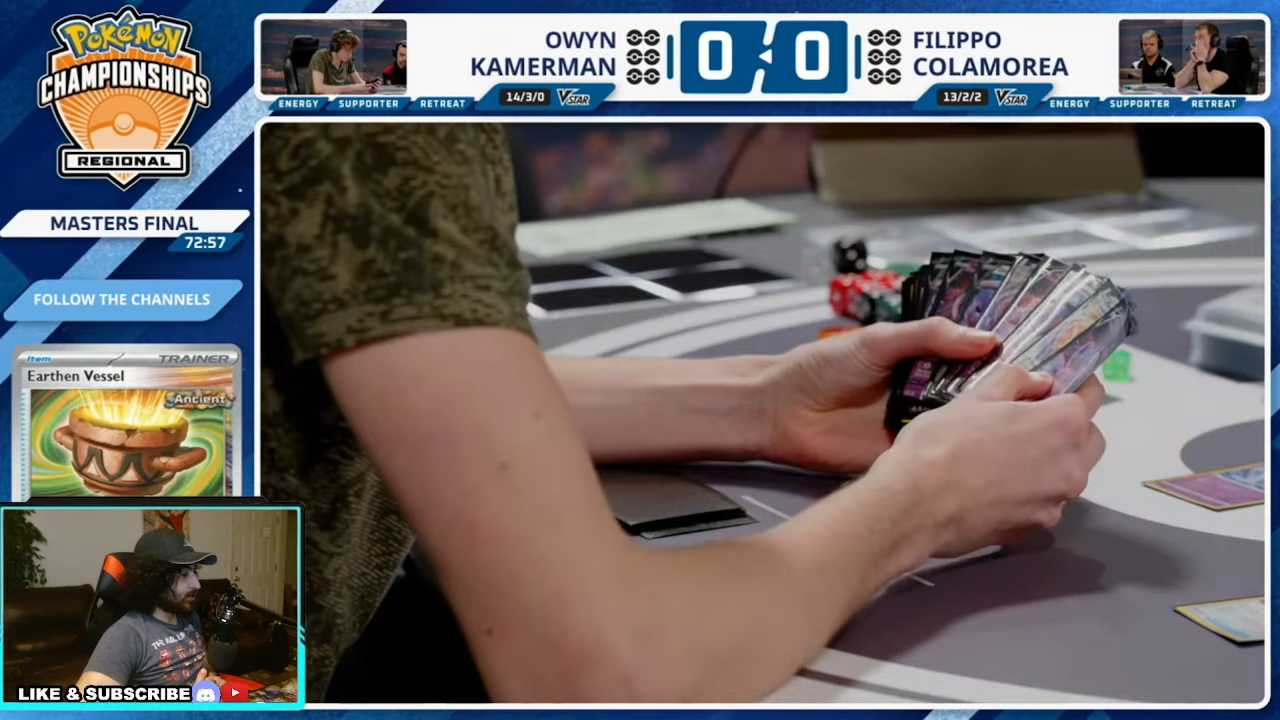 POKÉMON
CHAMPIONSHIPS
REGIONAL
MASTERS FINAL
72:57
FOLLOW THE CHANNELS
Item
TRAINER
Earthen Vessel
Ancient
OWYN
KAMERMAN
0
0
FILIPPO
COLAMOREA
ENERGY
SUPPORTER
RETREAT
14/3/0
VSTAR
13/2/2
VSTAR
ENERGY
SUPPORTER
RETREAT
LIKE & SUBSCRIBE